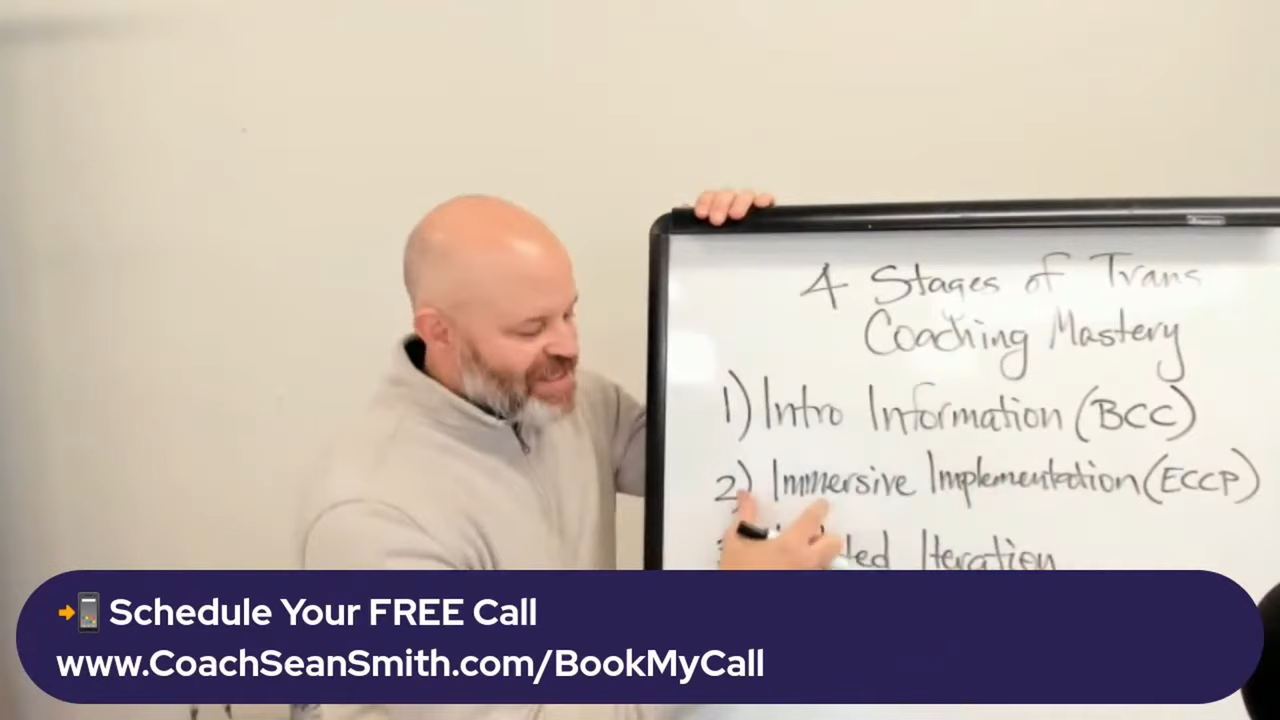 4 Stages of Trans
Coaching Mastery
1) Intro Information (BCC)
2) Immersive Implementation (ECCP)
Iteration
Schedule Your FREE Call
www.CoachSeanSmith.com/BookMyCall